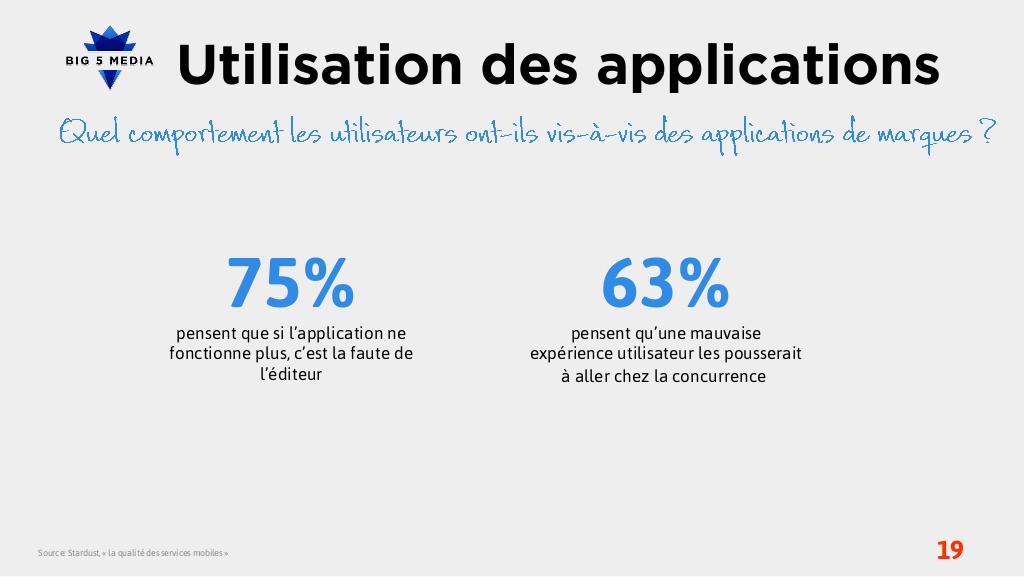 BIG 5 MEDIA
Utilisation des applications
Quel comportement les utilisateurs ont-ils vis-à-vis des applications de marques ?
75%
pensent que si l’application ne
fonctionne plus, c’est la faute de
l’éditeur
63%
pensent qu’une mauvaise
expérience utilisateur les pousserait
à aller chez la concurrence
Source: Stardust, « la qualité des services mobiles »
19